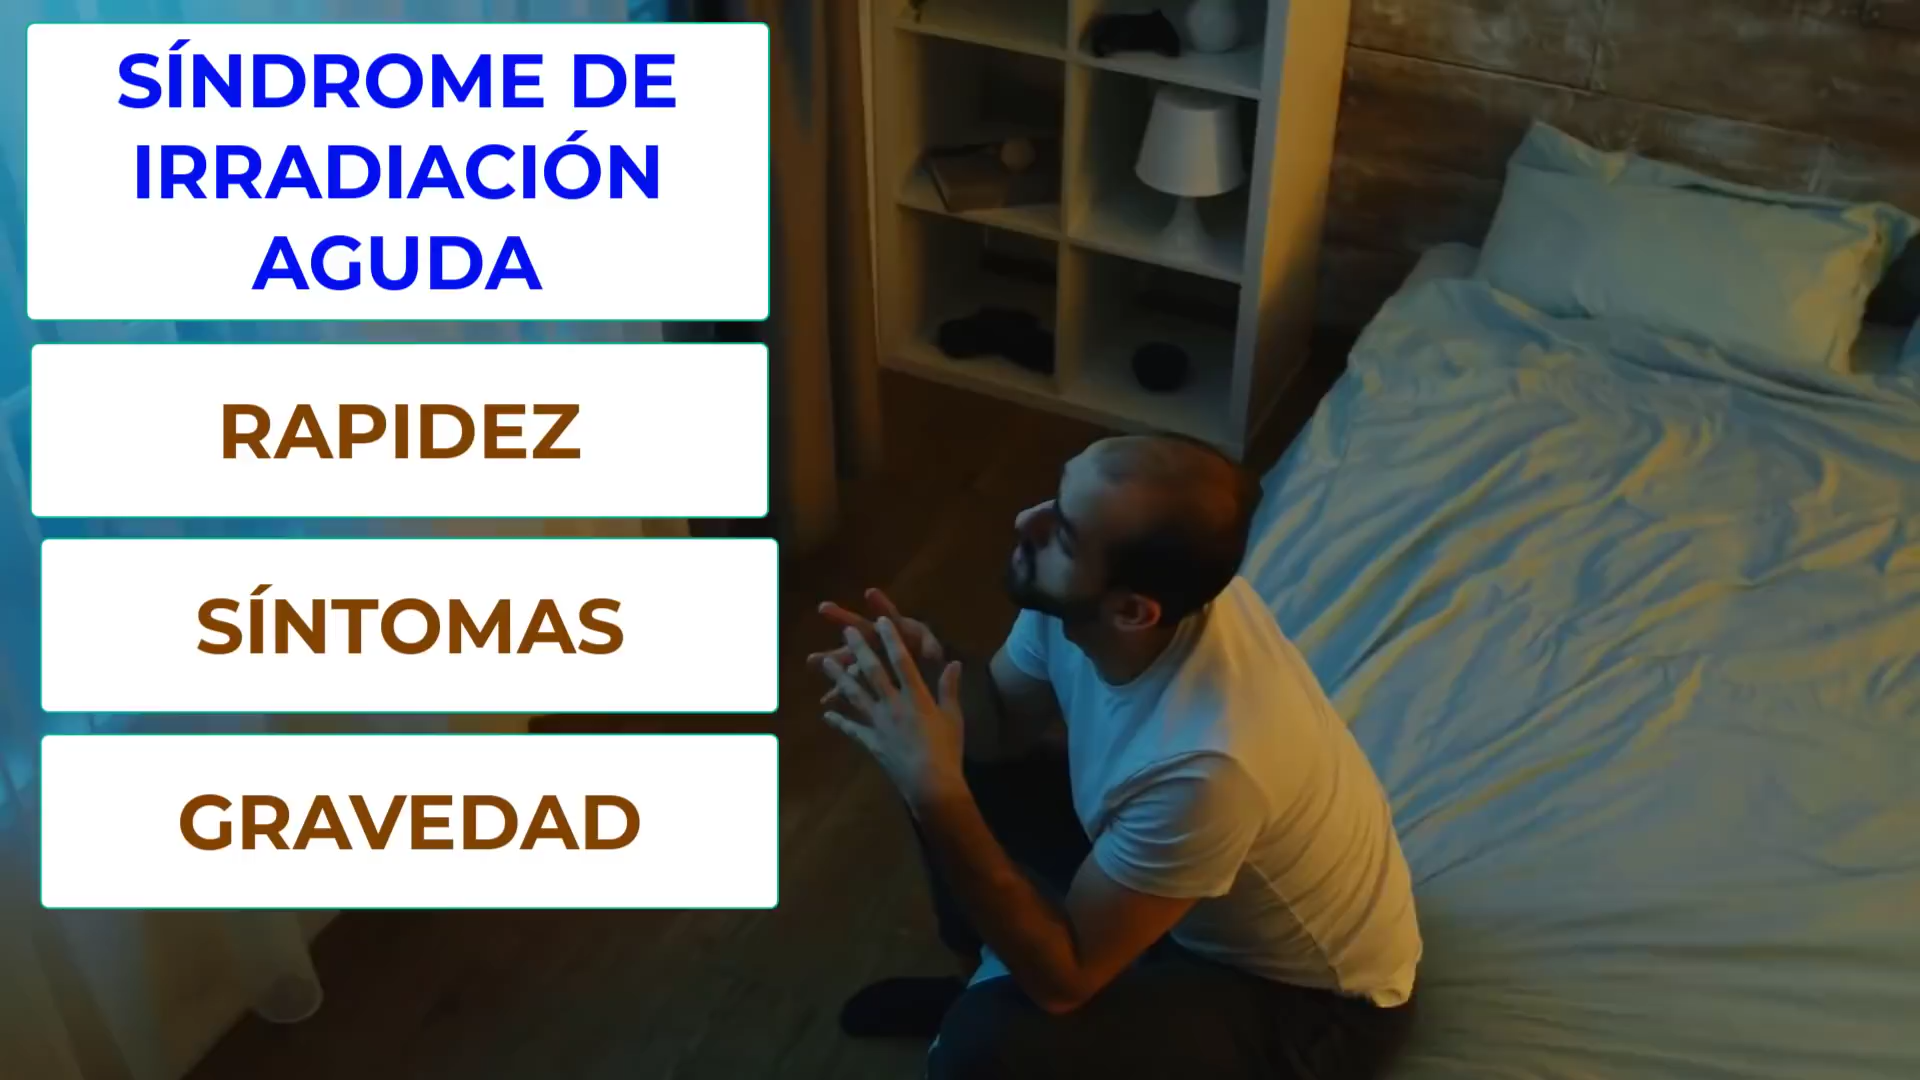 SÍNDROME DE
IRRADIACIÓN
AGUDA
RAPIDEZ
SÍNTOMAS
GRAVEDAD